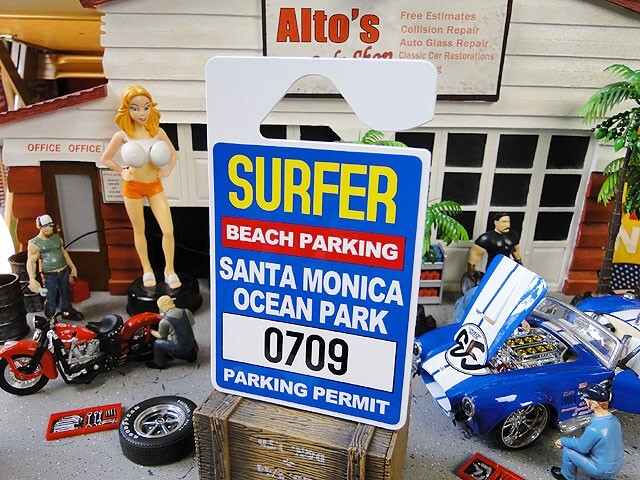 Alto's
Free Estimates
Collision Repair
Auto Glass Repair
Shop
Classic Car Restorations
OFFICE OFFICE
SURFER
BEACH PARKING
SANTA MONICA
OCEAN PARK
0709
PARKING PERMIT